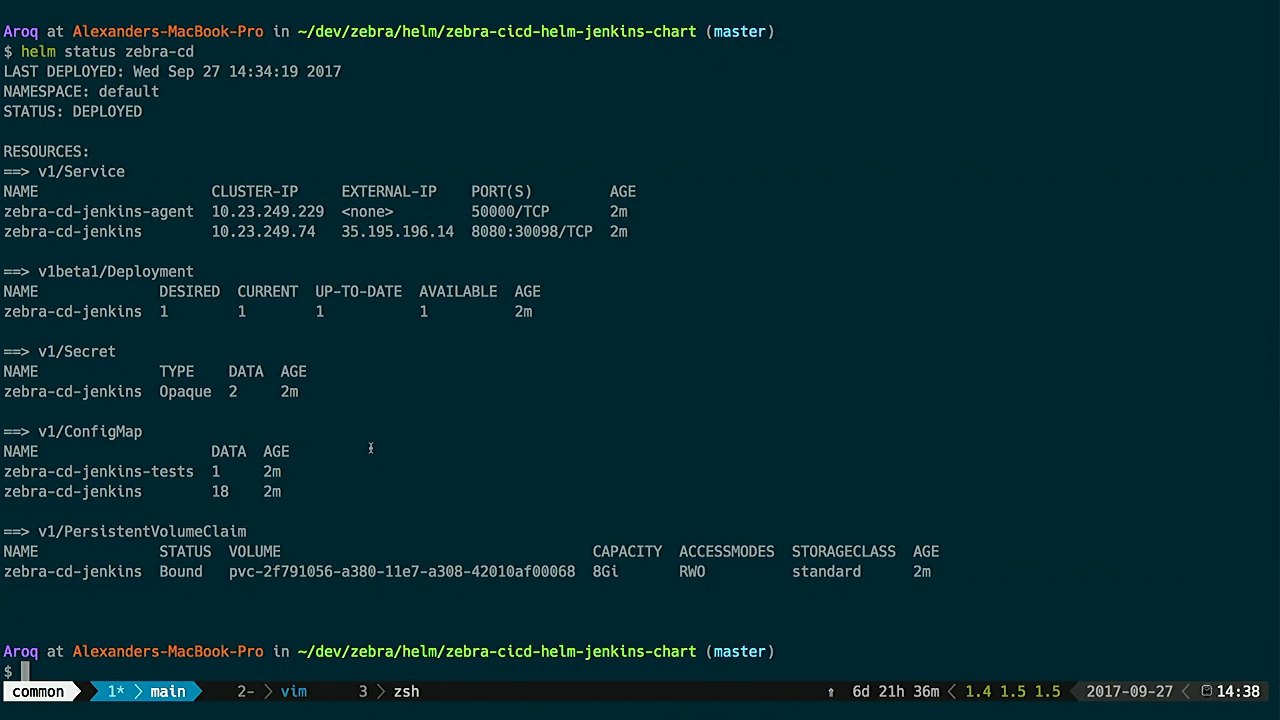 Aroq at Alexanders-MacBook-Pro in ~/dev/zebra/helm/zebra-cicd-helm-jenkins-chart (master)
$ helm status zebra-cd
LAST DEPLOYED: Wed Sep 27 14:34:19 2017
NAMESPACE: default
STATUS: DEPLOYED
RESOURCES:
==> v1/Service
NAME CLUSTER-IP EXTERNAL-IP PORT(S) AGE
zebra-cd-jenkins-agent 10.23.249.229 <none> 50000/TCP 2m
zebra-cd-jenkins 10.23.249.74 35.195.196.14 8080:30098/TCP 2m
==> v1beta1/Deployment
NAME DESIRED CURRENT UP-TO-DATE AVAILABLE AGE
zebra-cd-jenkins 1 1 1 1 2m
==> v1/Secret
NAME TYPE DATA AGE
zebra-cd-jenkins Opaque 2 2m
==> v1/ConfigMap
NAME DATA AGE
zebra-cd-jenkins-tests 1 2m
zebra-cd-jenkins 18 2m
==> v1/PersistentVolumeClaim
NAME STATUS VOLUME CAPACITY ACCESSMODES STORAGECLASS AGE
zebra-cd-jenkins Bound pvc-2f791056-a380-11e7-a308-42010af00068 8Gi RWO standard 2m
Aroq at Alexanders-MacBook-Pro in ~/dev/zebra/helm/zebra-cicd-helm-jenkins-chart (master)
$
common 1* main 2- vim 3 zsh ↑ 6d 21h 36m 1.4 1.5 1.5 2017-09-27 14:38